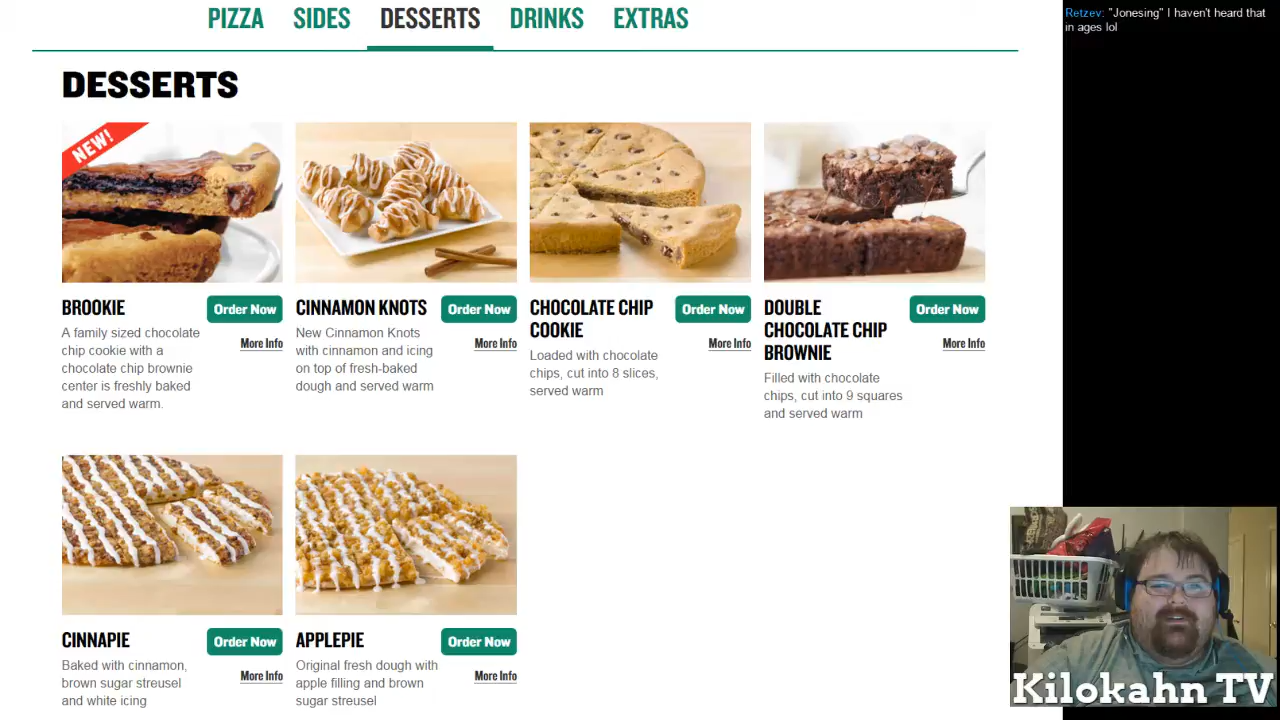 PIZZA SIDES DESSERTS DRINKS EXTRAS
Retzev: "Jonesing" I haven't heard that
in ages lol
DESSERTS
NEW!
BROOKIE
Order Now
More Info
A family sized chocolate
chip cookie with a
chocolate chip brownie
center is freshly baked
and served warm.
CINNAMON KNOTS
Order Now
More Info
New Cinnamon Knots
with cinnamon and icing
on top of fresh-baked
dough and served warm
CHOCOLATE CHIP
COOKIE
Order Now
More Info
Loaded with chocolate
chips, cut into 8 slices,
served warm
DOUBLE
CHOCOLATE CHIP
BROWNIE
Order Now
More Info
Filled with chocolate
chips, cut into 9 squares
and served warm
CINNAPIE
Order Now
More Info
Baked with cinnamon,
brown sugar streusel
and white icing
APPLEPIE
Order Now
More Info
Original fresh dough with
apple filling and brown
sugar streusel
Kilokahn TV